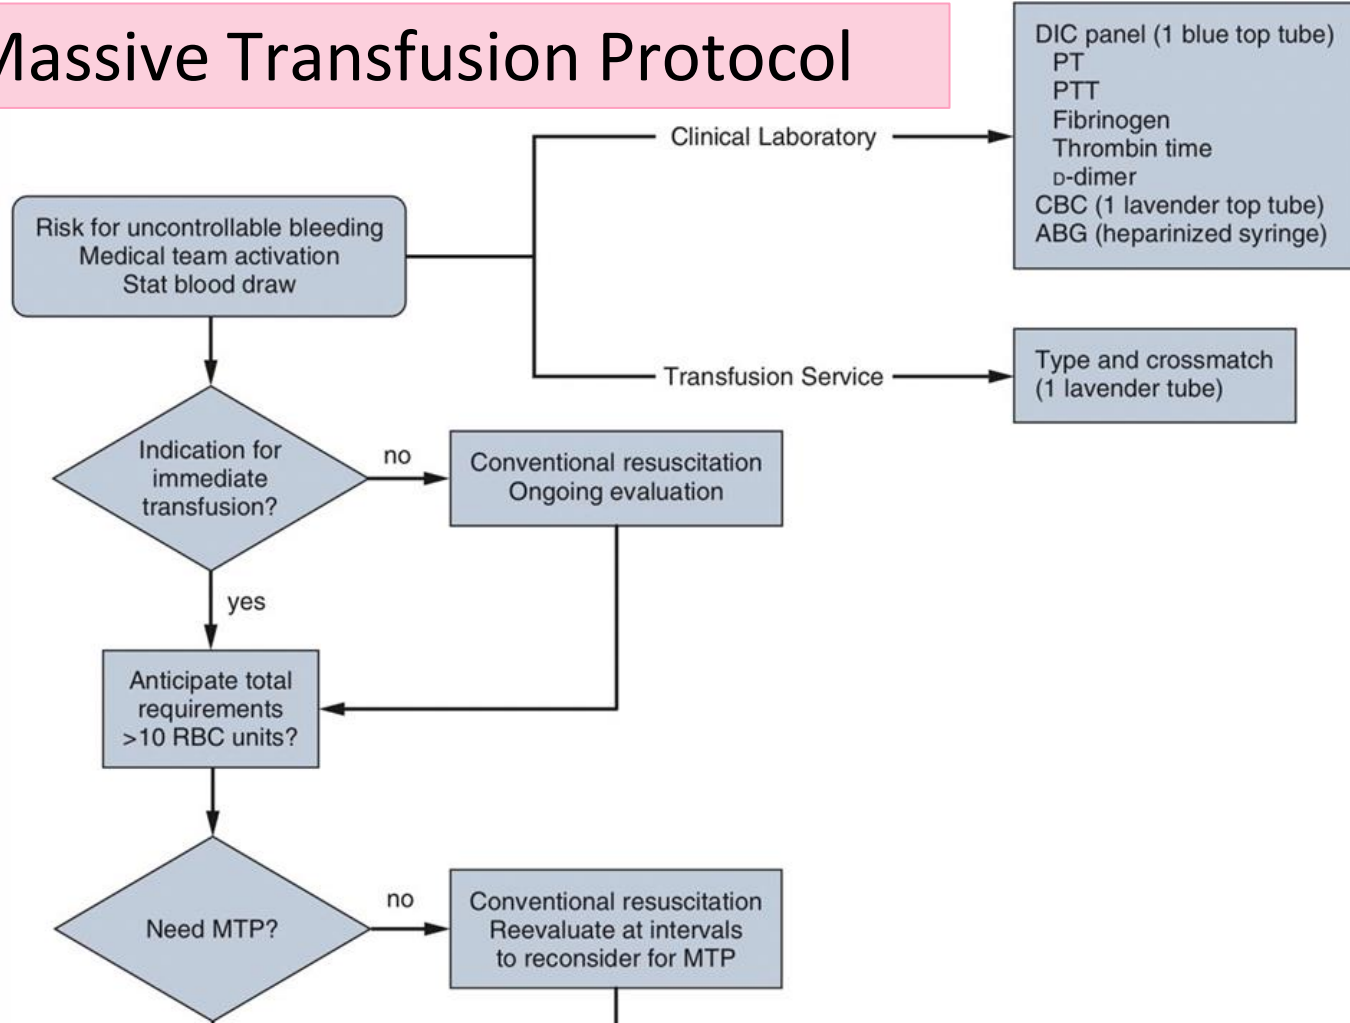 Massive Transfusion Protocol
DIC panel (1 blue top tube)
PT
PTT
Fibrinogen
Thrombin time
D-dimer
CBC (1 lavender top tube)
ABG (heparinized syringe)
Clinical Laboratory
Risk for uncontrollable bleeding
Medical team activation
Stat blood draw
Transfusion Service
Type and crossmatch
(1 lavender tube)
Indication for
immediate
transfusion?
no
Conventional resuscitation
Ongoing evaluation
yes
Anticipate total
requirements
>10 RBC units?
Need MTP?
no
Conventional resuscitation
Reevaluate at intervals
to reconsider for MTP